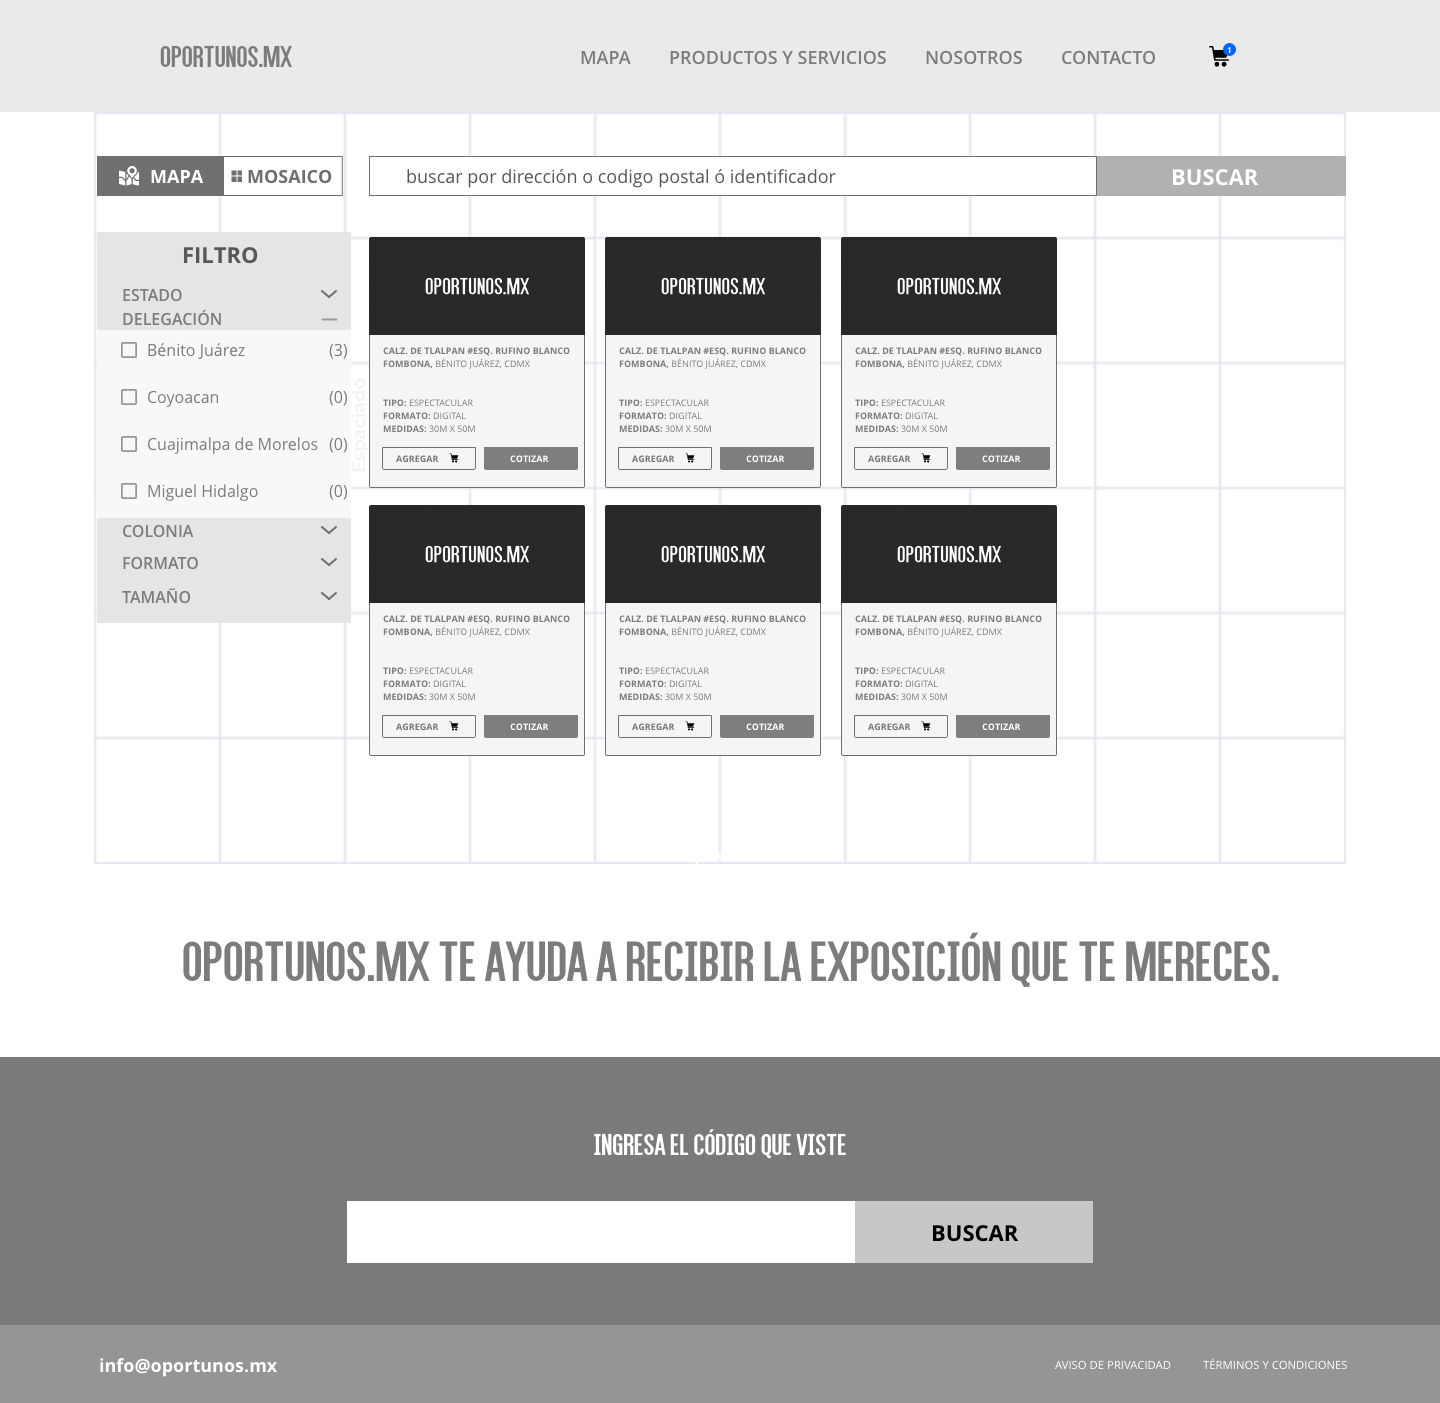 OPORTUNOS.MX
MAPA PRODUCTOS Y SERVICIOS NOSOTROS CONTACTO 1
MAPA MOSAICO
buscar por dirección o codigo postal ó identificador BUSCAR
FILTRO
ESTADO
DELEGACIÓN
Bénito Juárez (3)
Coyoacan (0)
Cuajimalpa de Morelos (0)
Miguel Hidalgo (0)
COLONIA
FORMATO
TAMAÑO
Espaciado
OPORTUNOS.MX
CALZ. DE TLALPAN #ESQ. RUFINO BLANCO
FOMBONA, BÉNITO JUÁREZ, CDMX
TIPO: ESPECTACULAR
FORMATO: DIGITAL
MEDIDAS: 30M X 50M
AGREGAR COTIZAR
OPORTUNOS.MX
CALZ. DE TLALPAN #ESQ. RUFINO BLANCO
FOMBONA, BÉNITO JUÁREZ, CDMX
TIPO: ESPECTACULAR
FORMATO: DIGITAL
MEDIDAS: 30M X 50M
AGREGAR COTIZAR
OPORTUNOS.MX
CALZ. DE TLALPAN #ESQ. RUFINO BLANCO
FOMBONA, BÉNITO JUÁREZ, CDMX
TIPO: ESPECTACULAR
FORMATO: DIGITAL
MEDIDAS: 30M X 50M
AGREGAR COTIZAR
OPORTUNOS.MX
CALZ. DE TLALPAN #ESQ. RUFINO BLANCO
FOMBONA, BÉNITO JUÁREZ, CDMX
TIPO: ESPECTACULAR
FORMATO: DIGITAL
MEDIDAS: 30M X 50M
AGREGAR COTIZAR
OPORTUNOS.MX
CALZ. DE TLALPAN #ESQ. RUFINO BLANCO
FOMBONA, BÉNITO JUÁREZ, CDMX
TIPO: ESPECTACULAR
FORMATO: DIGITAL
MEDIDAS: 30M X 50M
AGREGAR COTIZAR
OPORTUNOS.MX
CALZ. DE TLALPAN #ESQ. RUFINO BLANCO
FOMBONA, BÉNITO JUÁREZ, CDMX
TIPO: ESPECTACULAR
FORMATO: DIGITAL
MEDIDAS: 30M X 50M
AGREGAR COTIZAR
OPORTUNOS.MX TE AYUDA A RECIBIR LA EXPOSICIÓN QUE TE MERECES.
INGRESA EL CÓDIGO QUE VISTE
BUSCAR
info@oportunos.mx AVISO DE PRIVACIDAD TÉRMINOS Y CONDICIONES